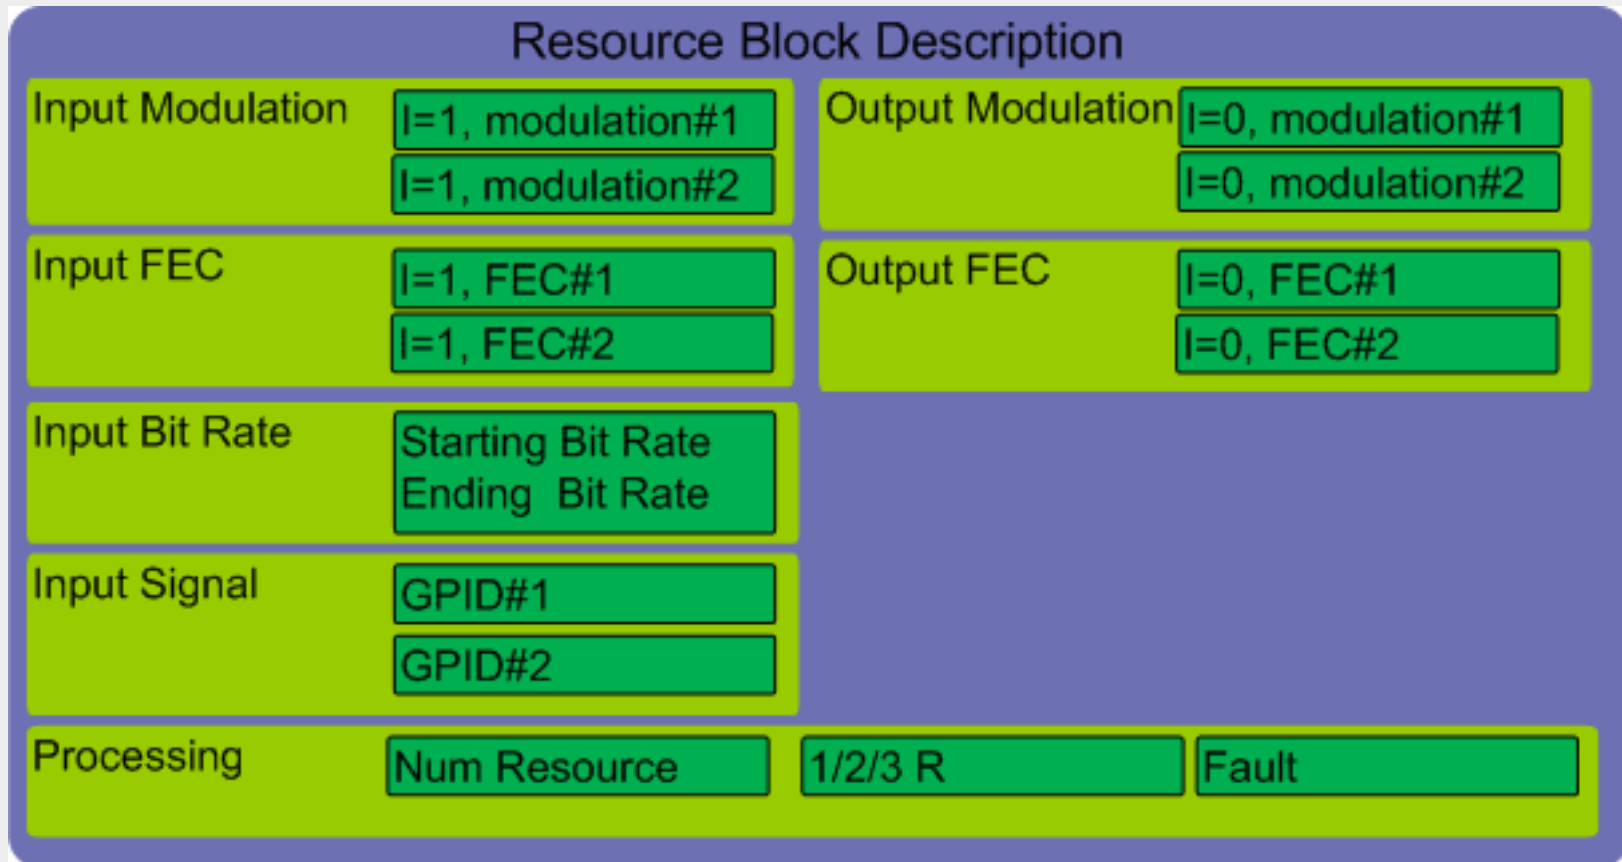 Resource Block Description
Input Modulation
I=1, modulation#1
I=1, modulation#2
Output Modulation
I=0, modulation#1
I=0, modulation#2
Input FEC
I=1, FEC#1
I=1, FEC#2
Output FEC
I=0, FEC#1
I=0, FEC#2
Input Bit Rate
Starting Bit Rate
Ending  Bit Rate
Input Signal
GPID#1
GPID#2
Processing
Num Resource
1/2/3 R
Fault